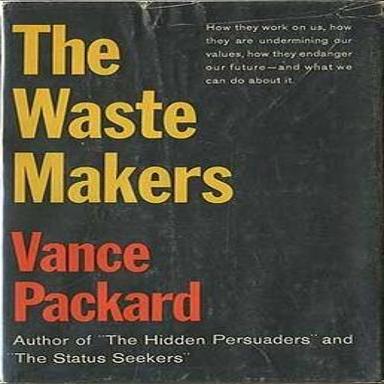 The
Waste
Makers
How they work on us, how
they are undermining our
values, how they endanger
our future—and what we
can do about it.
Vance
Packard
Author of "The Hidden Persuaders" and
"The Status Seekers"